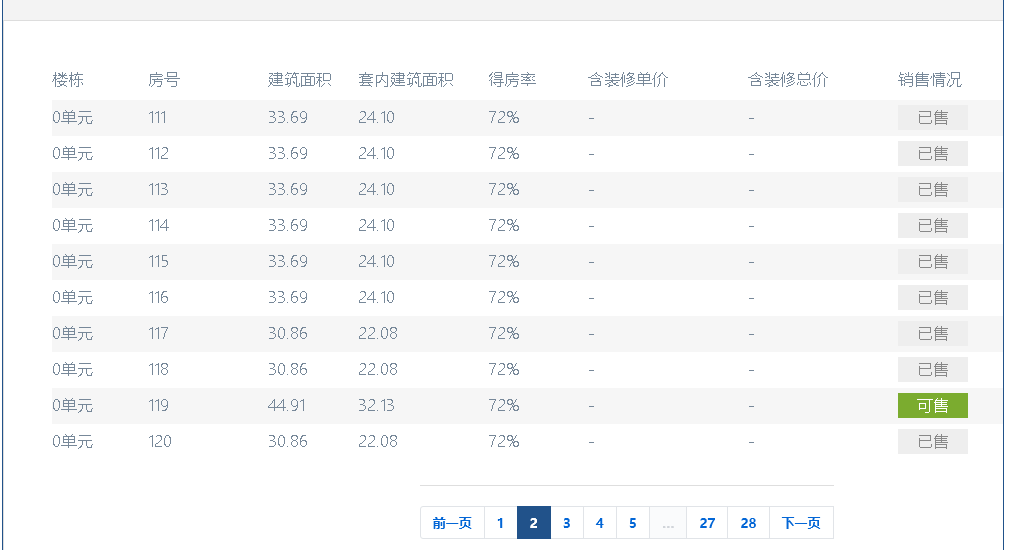 楼栋 房号 建筑面积 套内建筑面积 得房率 含装修单价 含装修总价 销售情况
0单元 111 33.69 24.10 72% - - 已售
0单元 112 33.69 24.10 72% - - 已售
0单元 113 33.69 24.10 72% - - 已售
0单元 114 33.69 24.10 72% - - 已售
0单元 115 33.69 24.10 72% - - 已售
0单元 116 33.69 24.10 72% - - 已售
0单元 117 30.86 22.08 72% - - 已售
0单元 118 30.86 22.08 72% - - 已售
0单元 119 44.91 32.13 72% - - 可售
0单元 120 30.86 22.08 72% - - 已售
前一页 1 2 3 4 5 ... 27 28 下一页